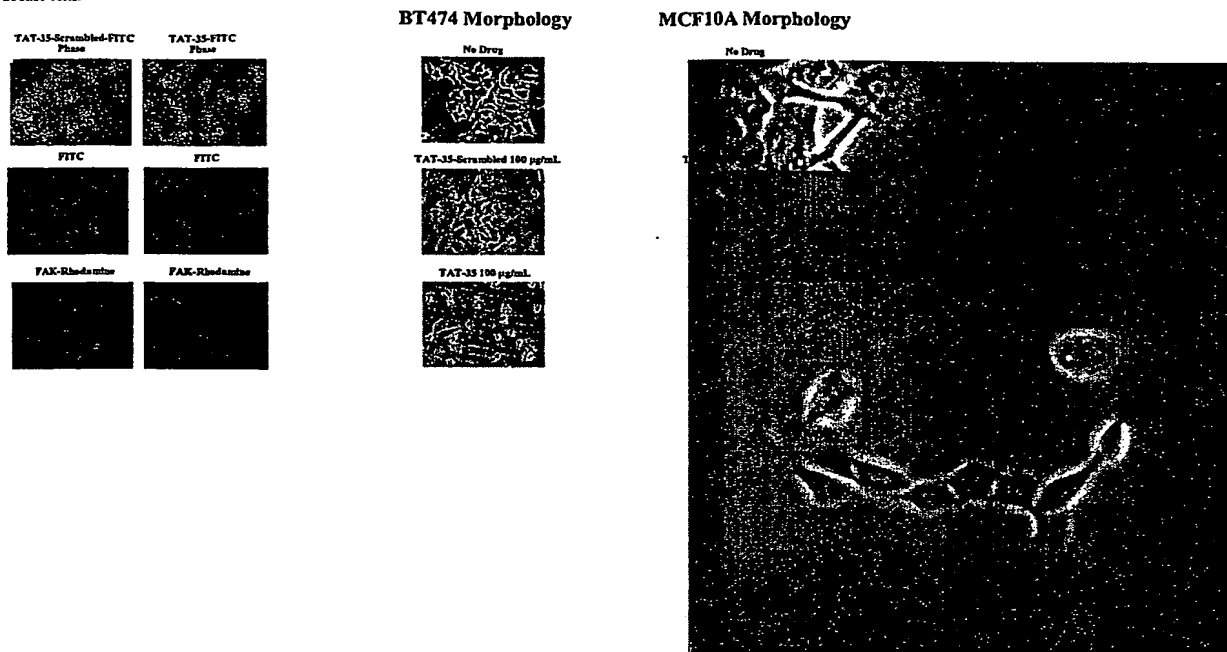 BT474 Morphology
MCF10A Morphology
TAT-35-Scrambled-FITC
Phase
TAT-35-FITC
Phase
No Drug
No Drug
FITC
FITC
TAT-35-Scrambled 100 µg/mL
FAK-Rhodamine
FAK-Rhodamine
TAT-35 100 µg/mL